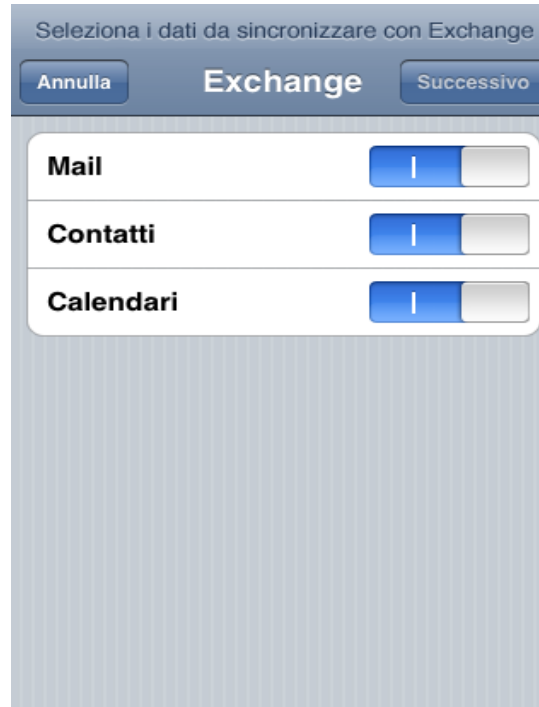 Seleziona i dati da sincronizzare con Exchange
Annulla Exchange Successivo
Mail
Contatti
Calendari